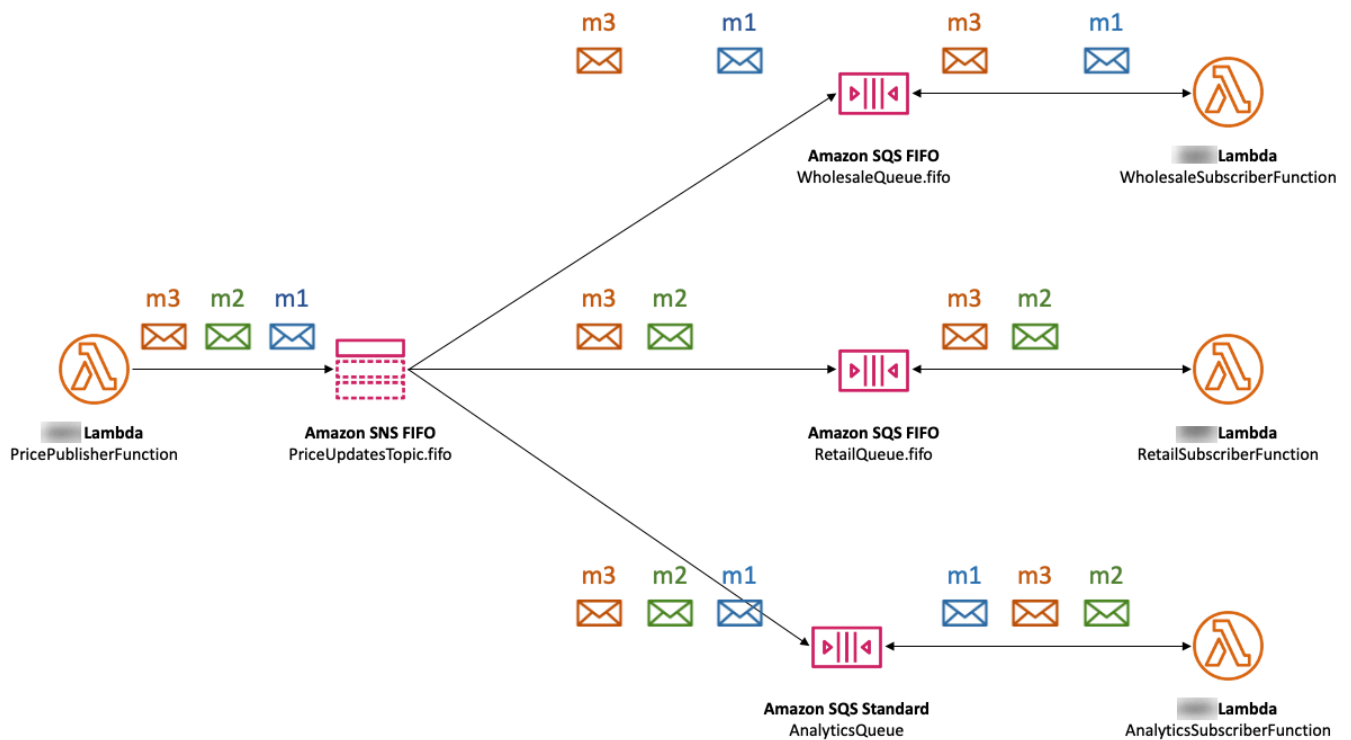 m3 m1 m3 m1
Amazon SQS FIFO
WholesaleQueue.fifo
Lambda
WholesaleSubscriberFunction
m3 m2 m1
m3 m2 m3 m2
Lambda
PricePublisherFunction
Amazon SNS FIFO
PriceUpdatesTopic.fifo
Amazon SQS FIFO
RetailQueue.fifo
Lambda
RetailSubscriberFunction
m3 m2 m1 m1 m3 m2
Amazon SQS Standard
AnalyticsQueue
Lambda
AnalyticsSubscriberFunction